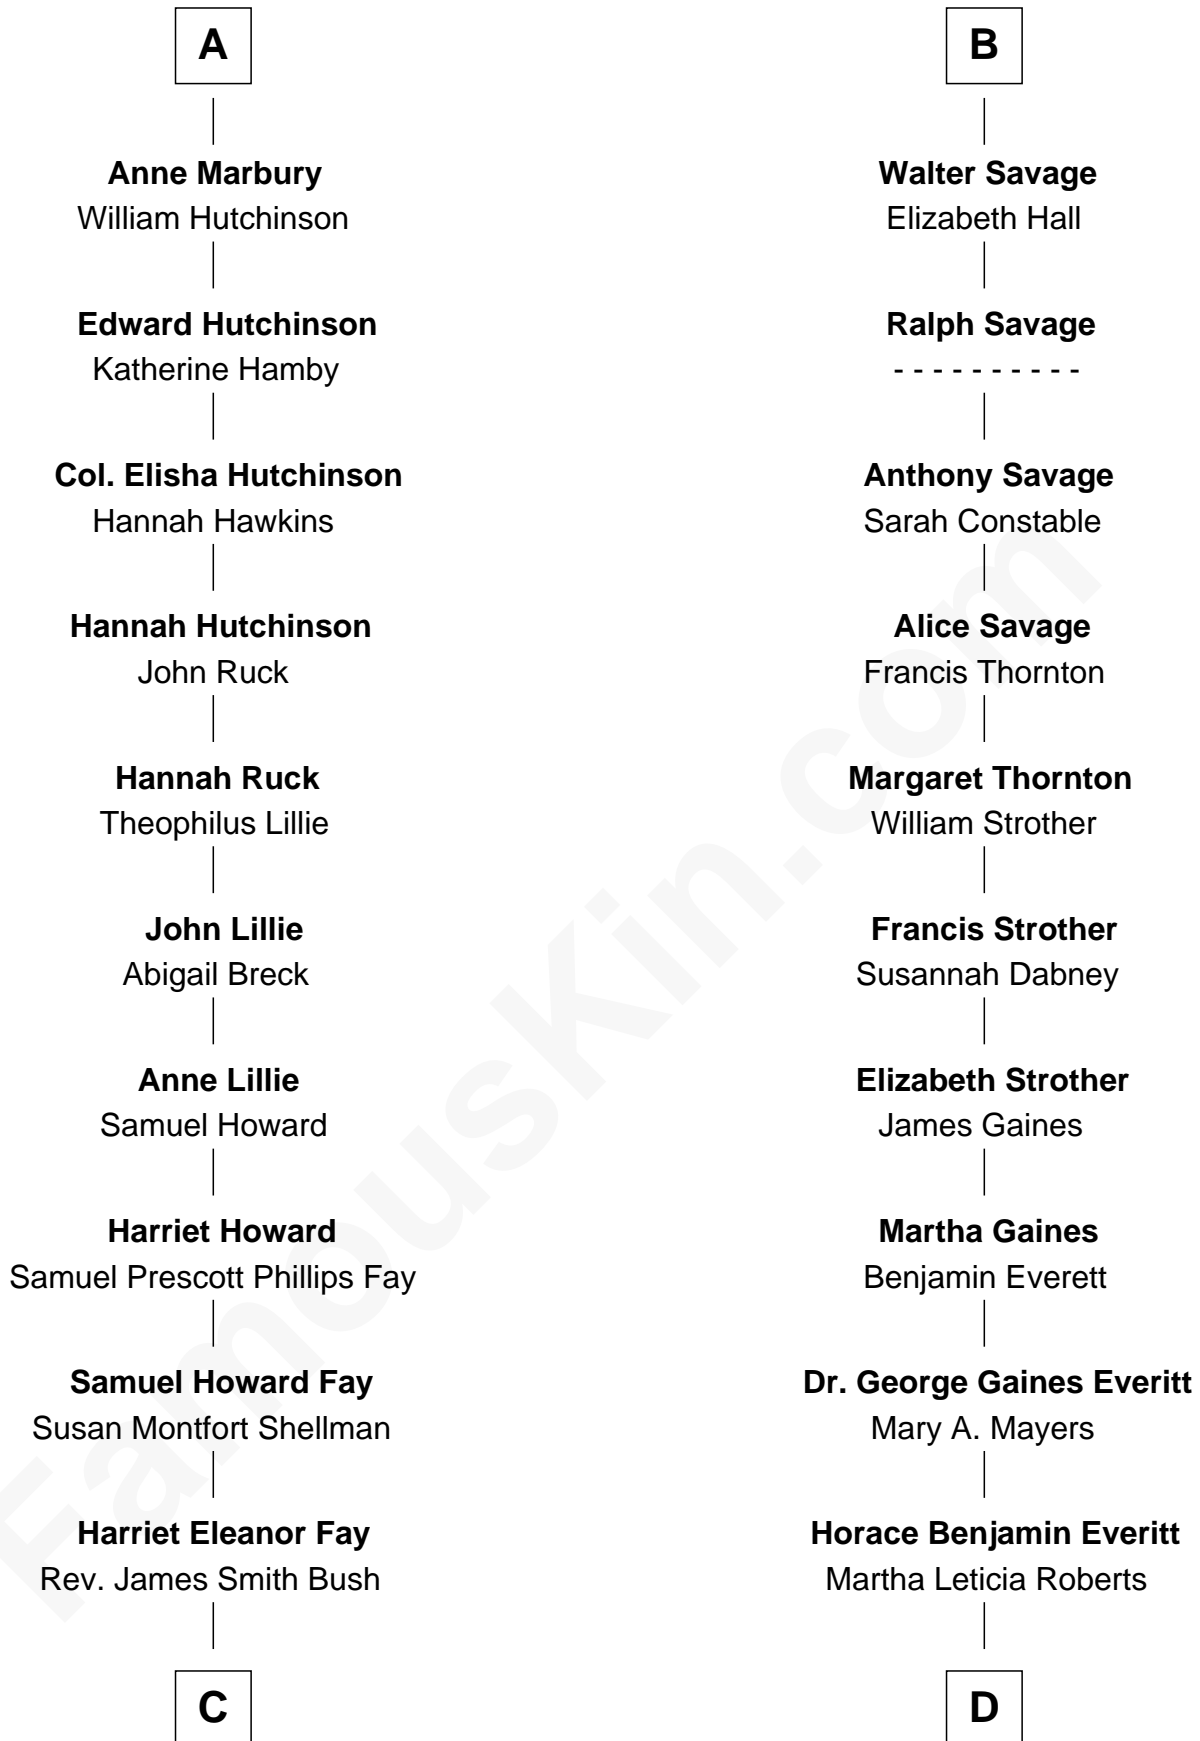 A
Anne Marbury
William Hutchinson
Edward Hutchinson
Katherine Hamby
Col. Elisha Hutchinson
Hannah Hawkins
Hannah Hutchinson
John Ruck
Hannah Ruck
Theophilus Lillie
John Lillie
Abigail Breck
Anne Lillie
Samuel Howard
Harriet Howard
Samuel Prescott Phillips Fay
Samuel Howard Fay
Susan Montfort Shellman
Harriet Eleanor Fay
Rev. James Smith Bush
C
B
Walter Savage
Elizabeth Hall
Ralph Savage
- - - - - - - - - -
Anthony Savage
Sarah Constable
Alice Savage
Francis Thornton
Margaret Thornton
William Strother
Francis Strother
Susannah Dabney
Elizabeth Strother
James Gaines
Martha Gaines
Benjamin Everett
Dr. George Gaines Everitt
Mary A. Mayers
Horace Benjamin Everitt
Martha Leticia Roberts
D
FamousKin.com